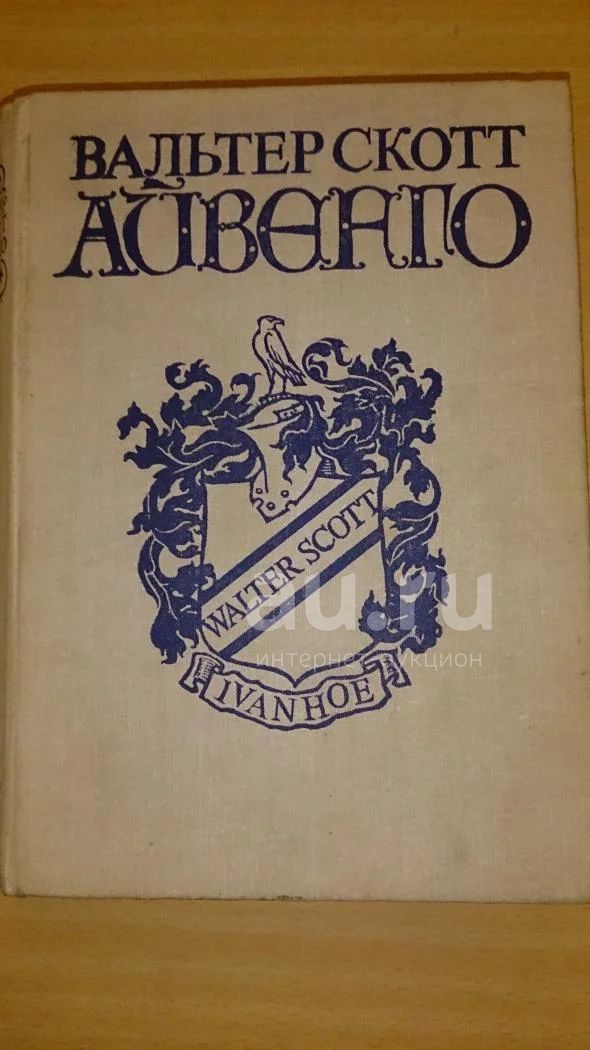 ВАЛЬТЕР СКОТТ
АЙВЕНГО
WALTER SCOTT
au.ru
интернет аукцион
IVANHOE